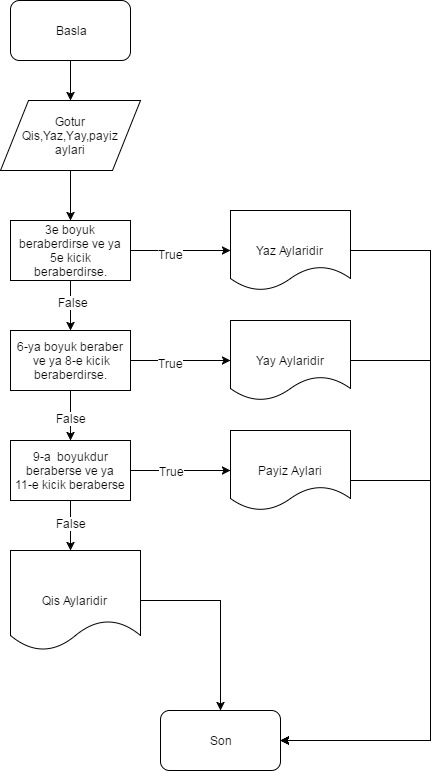 Basla
Gotur
Qis,Yaz,Yay,payiz
aylari
3e boyuk
beraberdirse ve ya
5e kicik
beraberdirse.
True
Yaz Aylaridir
False
6-ya boyuk beraber
ve ya 8-e kicik
beraberdirse.
True
Yay Aylaridir
False
9-a boyukdur
beraberse ve ya
11-e kicik beraberse
True
Payiz Aylari
False
Qis Aylaridir
Son